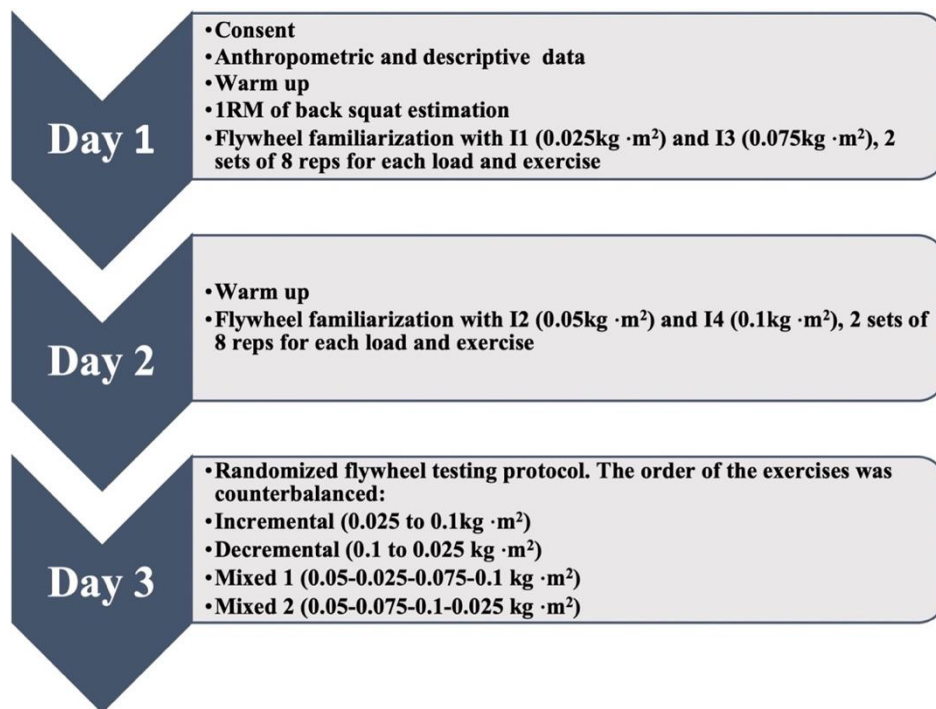 Day 1
•Consent
•Anthropometric and descriptive  data
•Warm up
•1RM of back squat estimation
•Flywheel familiarization with I1 (0.025kg ·m²) and I3 (0.075kg ·m²), 2
sets of 8 reps for each load and exercise
Day 2
•Warm up
•Flywheel familiarization with I2 (0.05kg ·m²) and I4 (0.1kg ·m²), 2 sets of
8 reps for each load and exercise
Day 3
•Randomized flywheel testing protocol. The order of the exercises was
counterbalanced:
•Incremental (0.025 to 0.1kg ·m²)
•Decremental (0.1 to 0.025 kg ·m²)
•Mixed 1 (0.05-0.025-0.075-0.1 kg ·m²)
•Mixed 2 (0.05-0.075-0.1-0.025 kg ·m²)